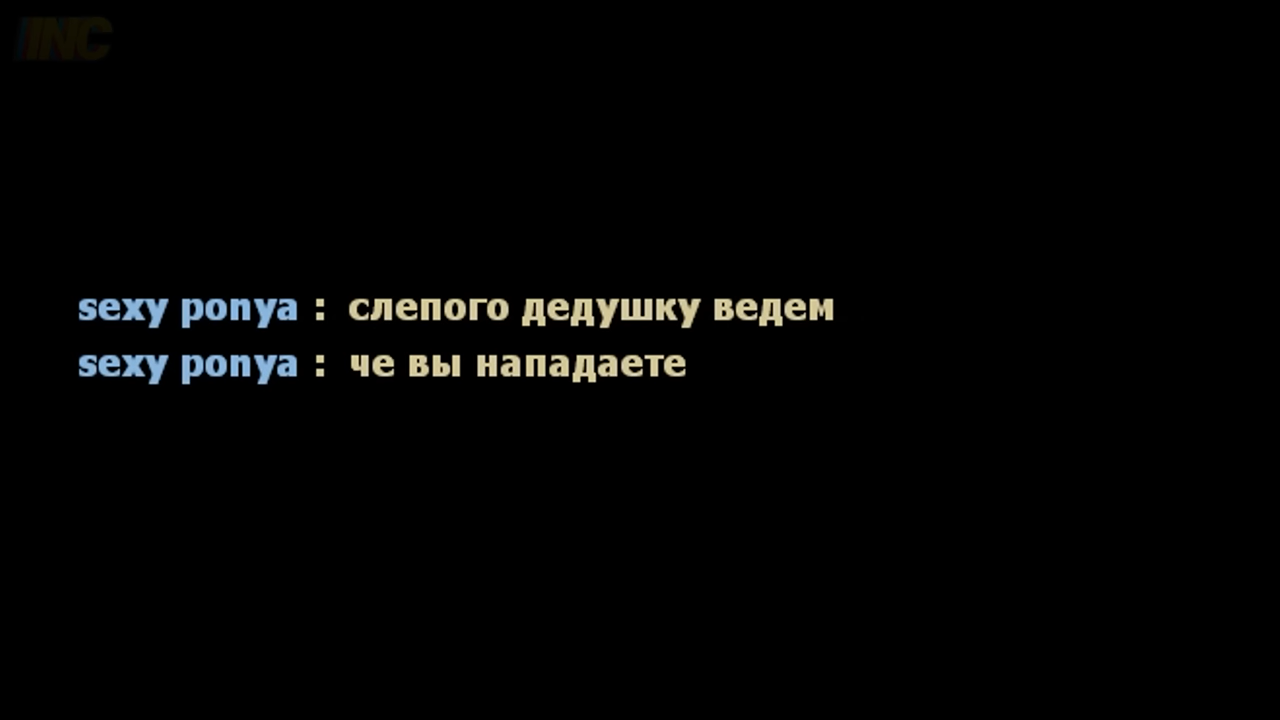 INC
sexy ponya : слепого дедушку ведем
sexy ponya : че вы нападаете